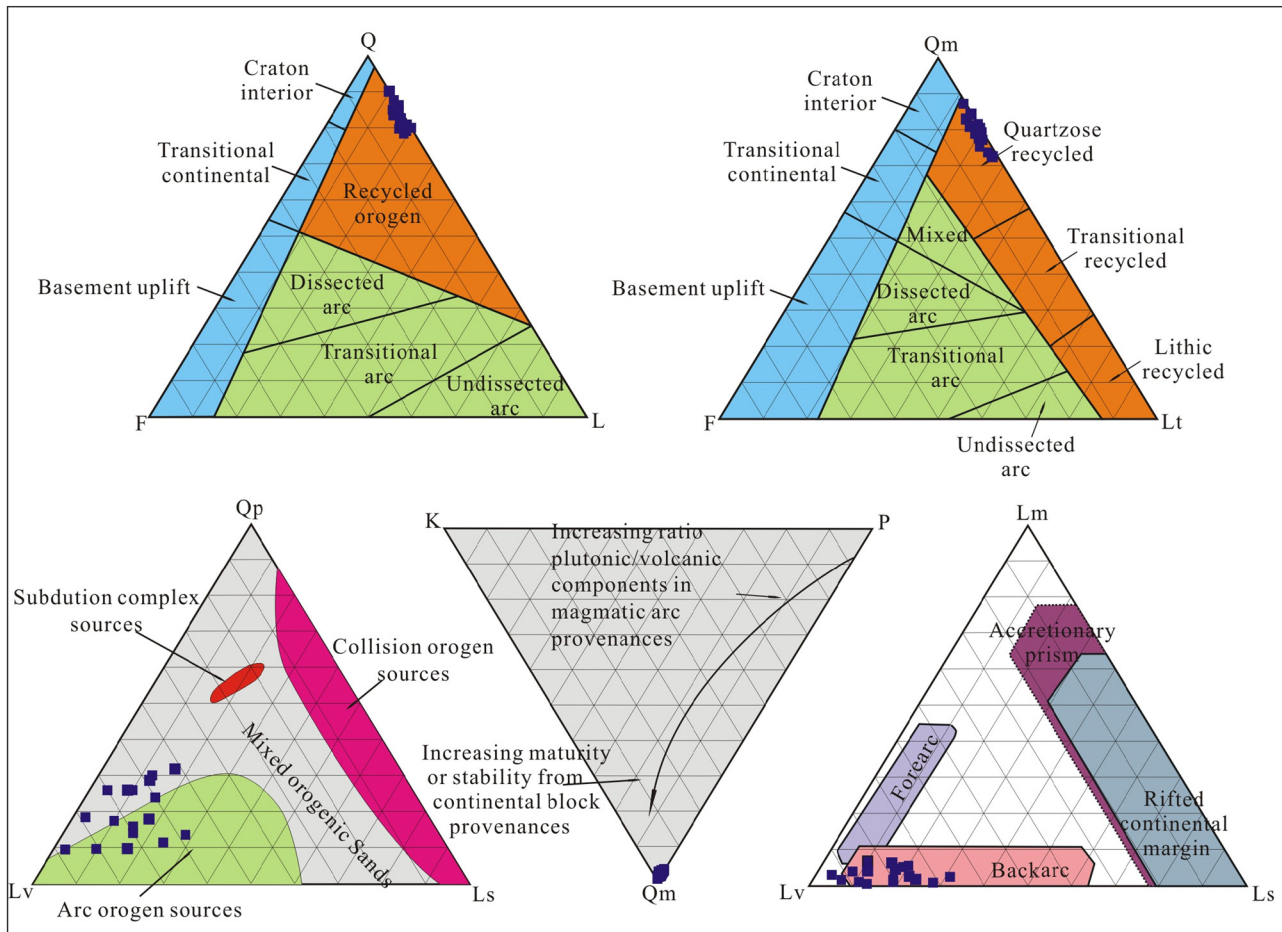 Q
Craton
interior
Transitional
continental
Recycled
orogen
Basement uplift
Dissected
arc
Transitional
arc
Undissected
arc
F
L
Qm
Craton
interior
Quartzose
recycled
Transitional
continental
Mixed
Transitional
recycled
Basement uplift
Dissected
arc
Transitional
arc
Lithic
recycled
F
Lt
Undissected
arc
Qp
Subdution complex
sources
Collision orogen
sources
Mixed orogenic Sands
Lv
Ls
Arc orogen sources
K
P
Increasing ratio
plutonic/volcanic
components in
magmatic arc
provenances
Increasing maturity
or stability from
continental block
provenances
Qm
Lm
Accretionary
prism
Forearc
Rifted
continental
margin
Backarc
Lv
Ls